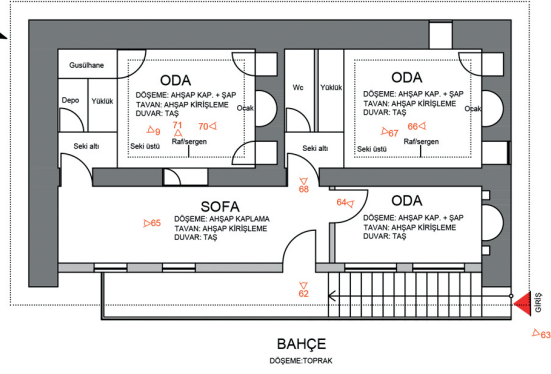 Gusülhane
Depo
Yüklük
Seki altı
ODA
DÖŞEME: AHŞAP KAP. + ŞAP
TAVAN: AHŞAP KİRİŞLEME
DUVAR: TAŞ
Ocak
9
71
70
Seki üstü
Raf/sergen
Wc
Yüklük
Seki altı
ODA
DÖŞEME: AHŞAP KAP. + ŞAP
TAVAN: AHŞAP KİRİŞLEME
DUVAR: TAŞ
Ocak
67
66
Seki üstü
Raf/sergen
68
SOFA
DÖŞEME: AHŞAP KAPLAMA
TAVAN: AHŞAP KİRİŞLEME
DUVAR: TAŞ
65
64
ODA
DÖŞEME: AHŞAP KAP. + ŞAP
TAVAN: AHŞAP KİRİŞLEME
DUVAR: TAŞ
62
GİRİŞ
63
BAHÇE
DÖŞEME:TOPRAK